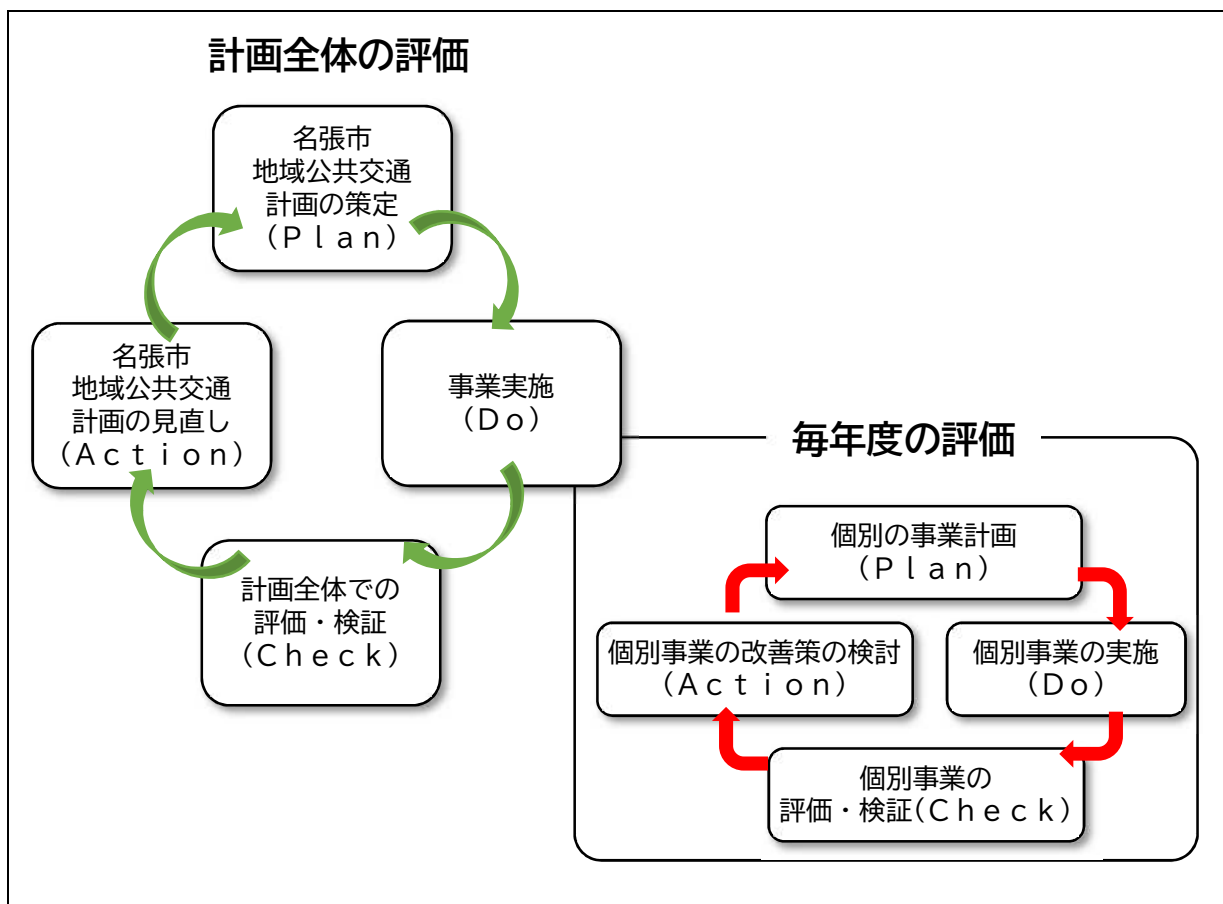 計画全体の評価
名張市
地域公共交通
計画の策定
（Ｐｌａｎ）
事業実施
（Ｄｏ）
計画全体での
評価・検証
（Ｃｈｅｃｋ）
名張市
地域公共交通
計画の見直し
（Ａｃｔｉｏｎ）
毎年度の評価
個別の事業計画
（Ｐｌａｎ）
個別事業の実施
（Ｄｏ）
個別事業の
評価・検証（Ｃｈｅｃｋ）
個別事業の改善策の検討
（Ａｃｔｉｏｎ）